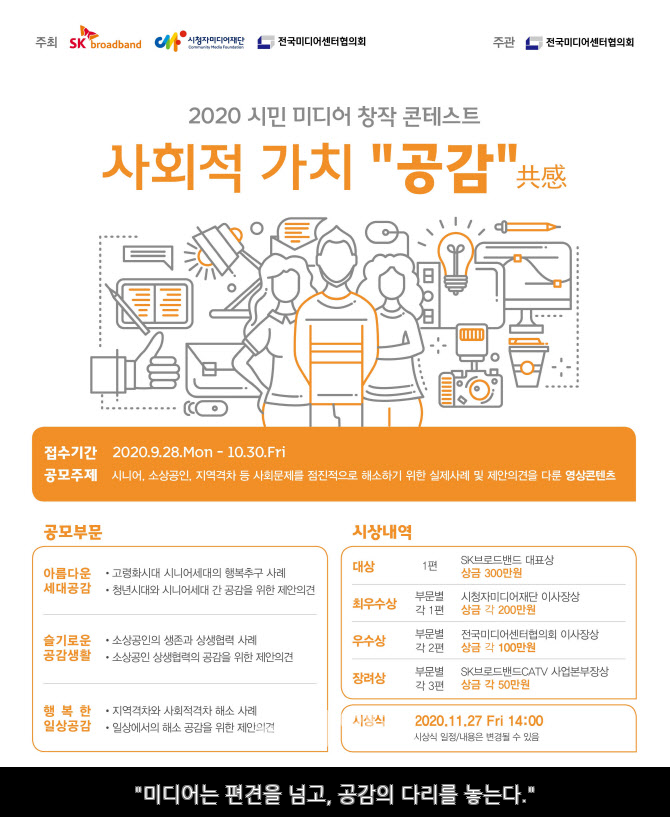 주최 SK broadband 시청자미디어재단 Community Media Foundation 전국미디어센터협의회 주관 전국미디어센터협의회
2020 시민 미디어 창작 콘테스트
사회적 가치 "공감" 共感
접수기간 2020.9.28.Mon - 10.30.Fri
공모주제 시니어, 소상공인, 지역격차 등 사회문제를 점진적으로 해소하기 위한 실제사례 및 제안의견을 다룬 영상콘텐츠
공모부문
아름다운
세대공감
• 고령화시대 시니어세대의 행복추구 사례
• 청년시대와 시니어세대 간 공감을 위한 제안의견
슬기로운
공감생활
• 소상공인의 생존과 상생협력 사례
• 소상공인 상생협력의 공감을 위한 제안의견
행 복 한
일상공감
• 지역격차와 사회적격차 해소 사례
• 일상에서의 해소 공감을 위한 제안의견
시상내역
대상 1편
SK브로드밴드 대표상
상금 300만원
최우수상
부문별
각 1편
시청자미디어재단 이사장상
상금 각 200만원
우수상
부문별
각 2편
전국미디어센터협의회 이사장상
상금 각 100만원
장려상
부문별
각 3편
SK브로드밴드CATV 사업본부장상
상금 각 50만원
시상식 2020.11.27 Fri 14:00
시상식 일정/내용은 변경될 수 있음
"미디어는 편견을 넘고, 공감의 다리를 놓는다."